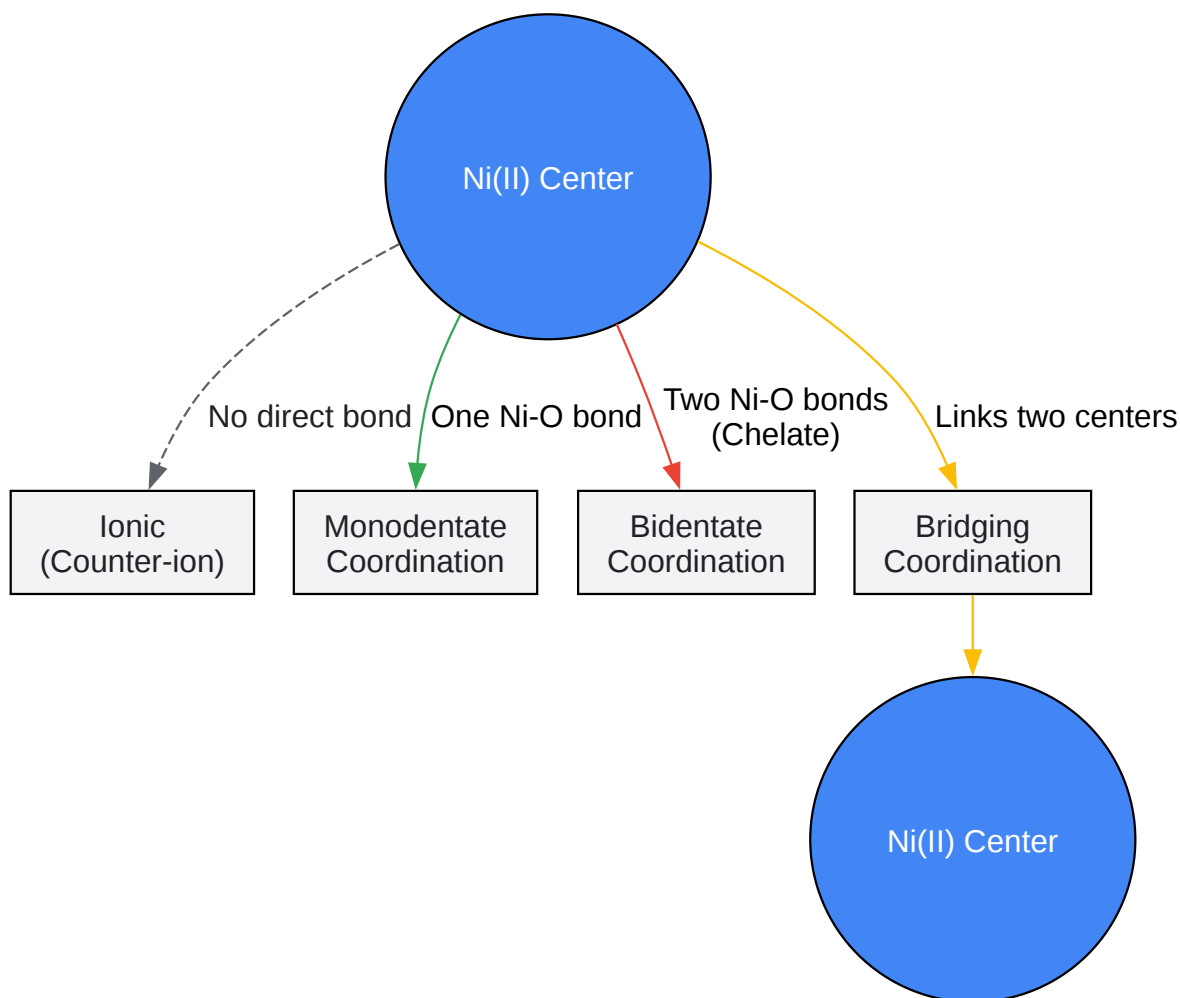 Ni(II) Center
No direct bond
One Ni-O bond
Two Ni-O bonds
(Chelate)
Links two centers
Ionic
(Counter-ion)
Monodentate
Coordination
Bidentate
Coordination
Bridging
Coordination
Ni(II) Center